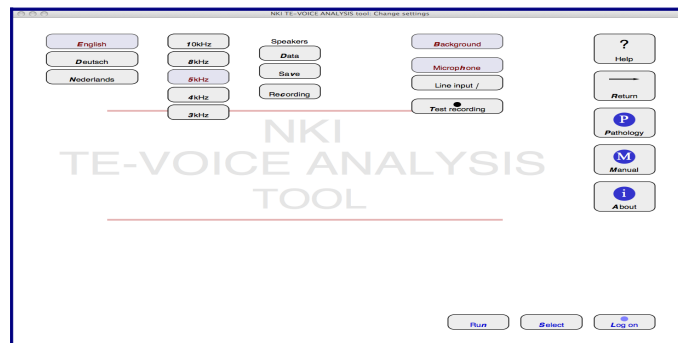 NKI TE-VOICE ANALYSIS tool: Change settings
English
Deutsch
Nederlands
10kHz
8kHz
5kHz
4kHz
3kHz
Speakers
Data
Save
Recording
Background
Microphone
Line input /
Test recording
?
Help
Return
P
Pathology
M
Manual
i
About
NKI
TE-VOICE ANALYSIS
TOOL
Run
Select
Log on